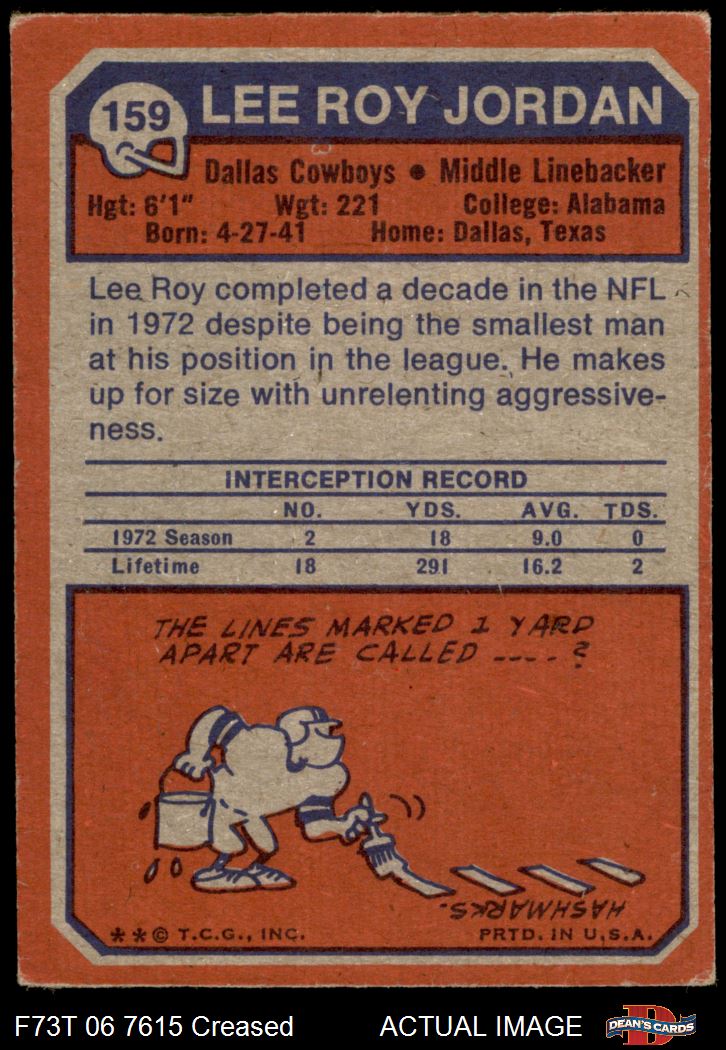 159
LEE ROY JORDAN
Dallas Cowboys • Middle Linebacker
Hgt: 6'1" Wgt: 221 College: Alabama
Born: 4-27-41 Home: Dallas, Texas
Lee Roy completed a decade in the NFL
in 1972 despite being the smallest man
at his position in the league. He makes
up for size with unrelenting aggressive-
ness.
INTERCEPTION RECORD
NO. YDS. AVG. TDS.
1972 Season 2 18 9.0 0
Lifetime 18 291 16.2 2
THE LINES MARKED 1 YARD
APART ARE CALLED ----?
HASHMARKS.
**© T.C.G., INC. PRTD. IN U.S.A.
F73T 06 7615 Creased ACTUAL IMAGE
D
DEAN'S CARDS